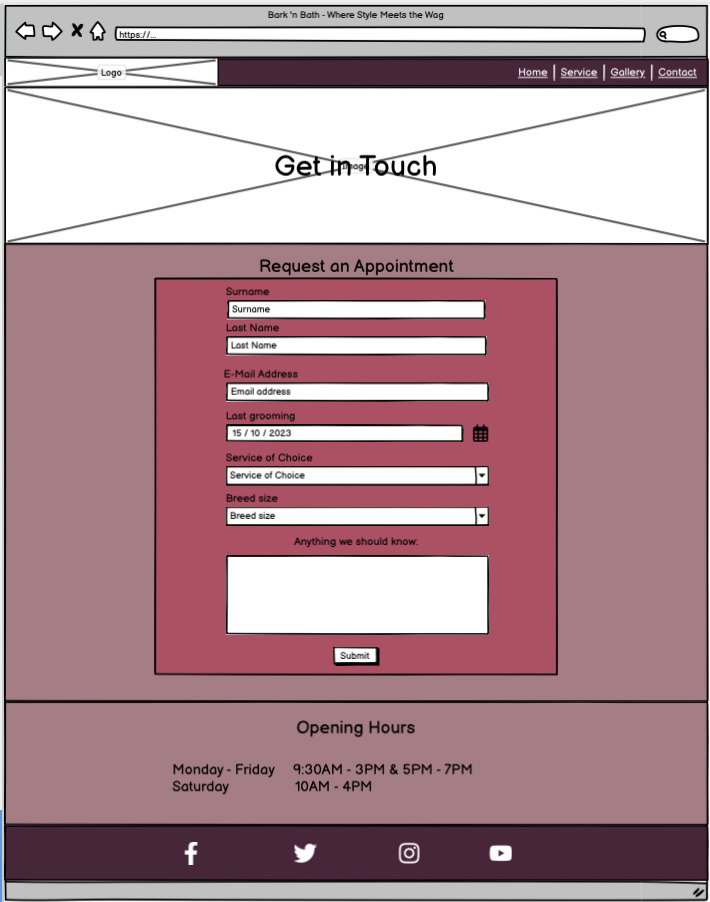 Bark 'n Bath - Where Style Meets the Wag
https://...
Logo
Home | Service | Gallery | Contact
Image
Get in Touch
Request an Appointment
Surname
Surname
Last Name
Last Name
E-Mail Address
Email address
Last grooming
15 / 10 / 2023
Service of Choice
Service of Choice
Breed size
Breed size
Anything we should know:
Submit
Opening Hours
Monday - Friday 9:30AM - 3PM & 5PM - 7PM
Saturday 10AM - 4PM